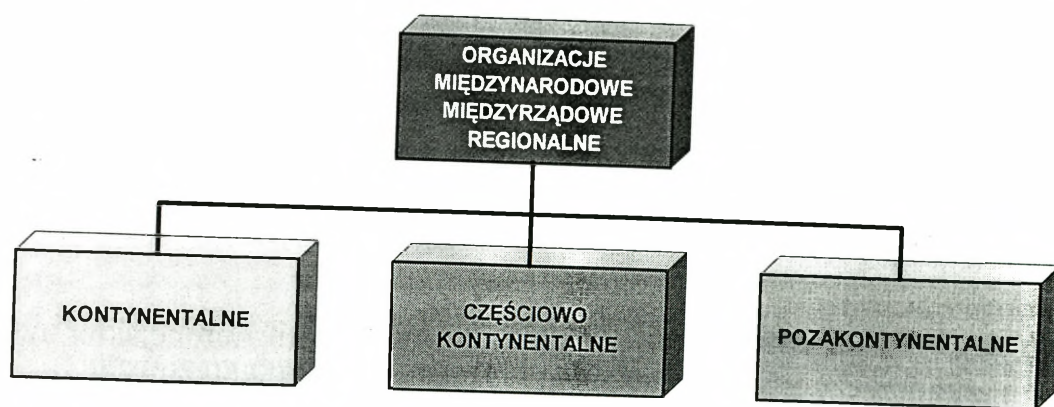 ORGANIZACJE
MIĘDZYNARODOWE
MIĘDZYRZĄDOWE
REGIONALNE
KONTYNENTALNE
CZĘŚCIOWO
KONTYNENTALNE
POZAKONTYNENTALNE